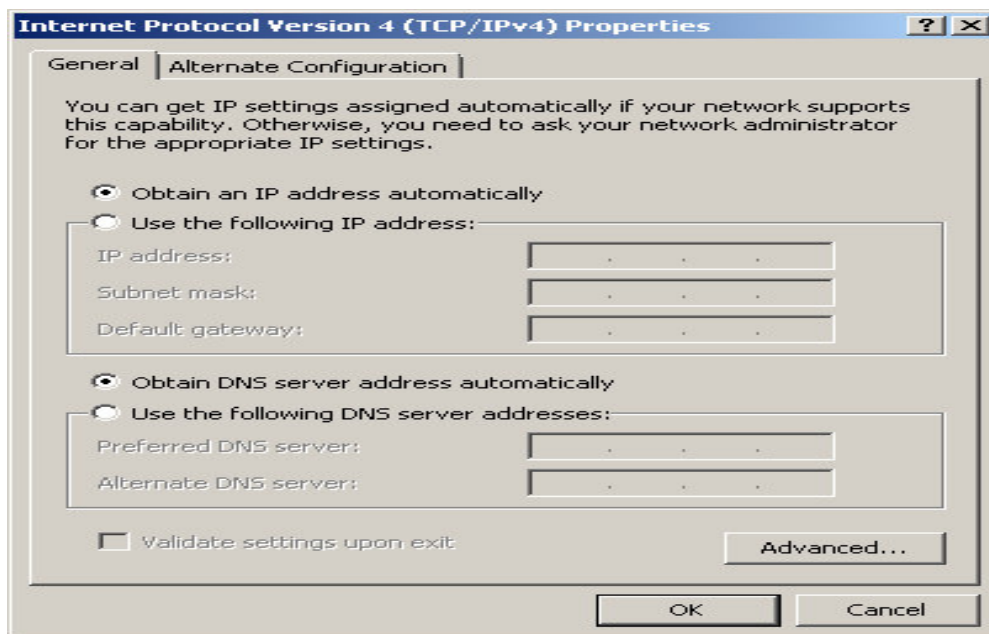 Internet Protocol Version 4 (TCP/IPv4) Properties
General
Alternate Configuration
You can get IP settings assigned automatically if your network supports
this capability. Otherwise, you need to ask your network administrator
for the appropriate IP settings.
Obtain an IP address automatically
Use the following IP address:
IP address:
Subnet mask:
Default gateway:
Obtain DNS server address automatically
Use the following DNS server addresses:
Preferred DNS server:
Alternate DNS server:
Validate settings upon exit
Advanced...
OK
Cancel